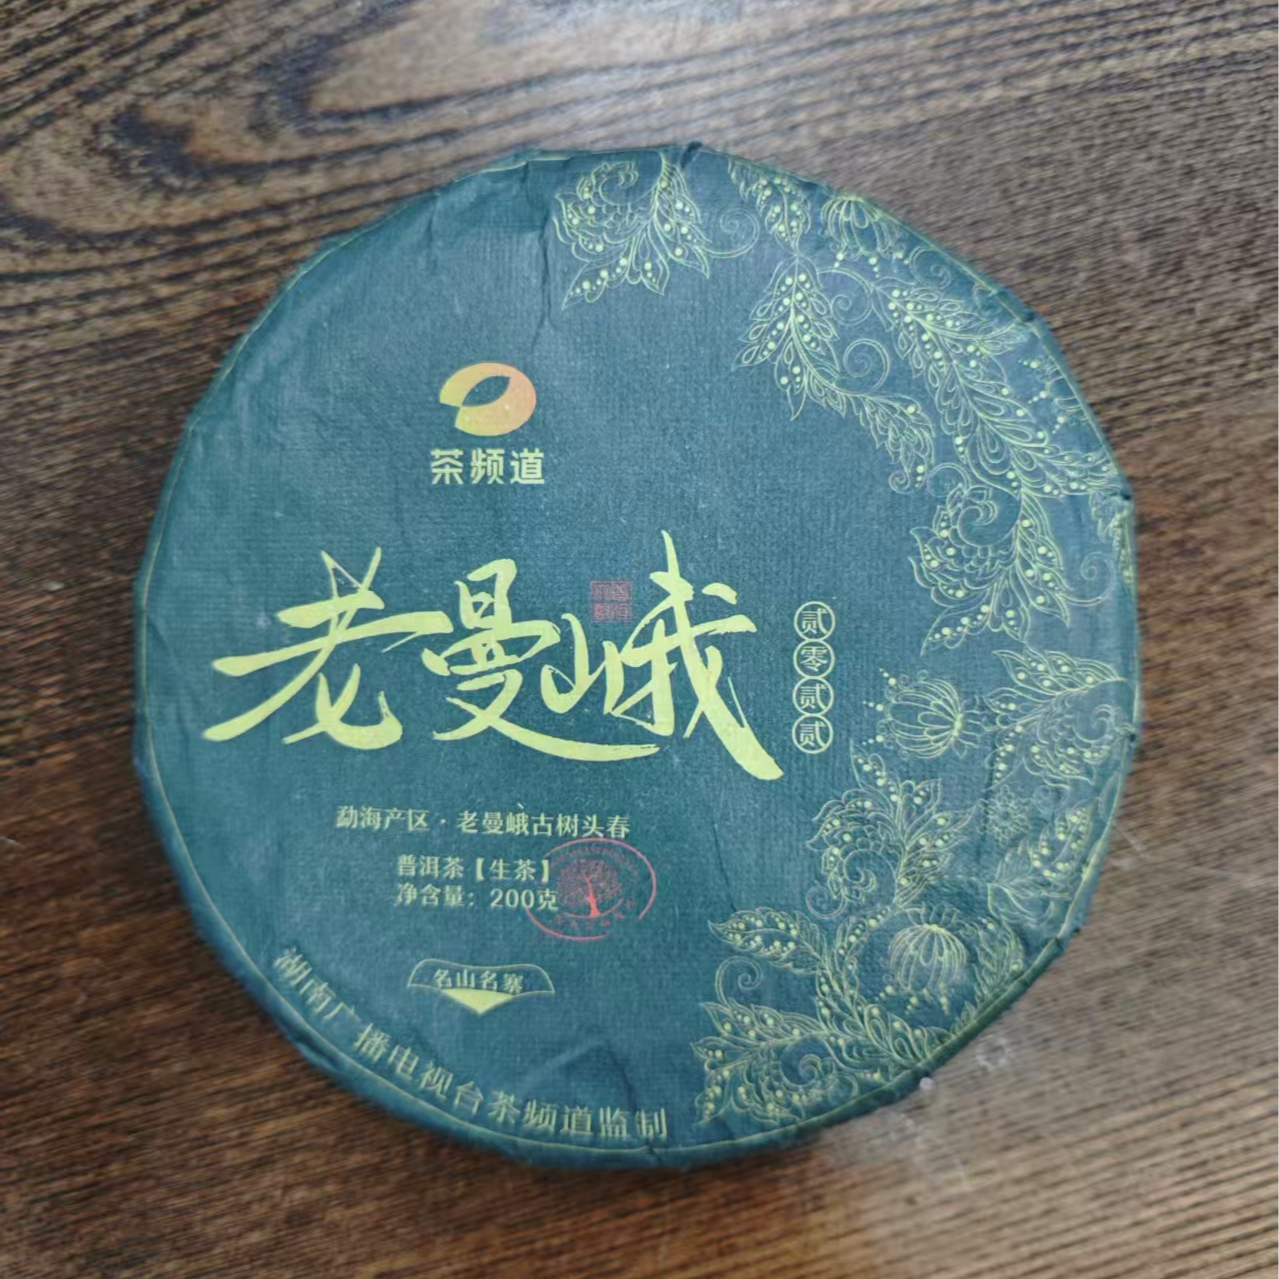 茶频道
老曼峨
贰零贰贰
勐海产区·老曼峨古树头春
普洱茶【生茶】
净含量：200克
名山名寨
湖南广播电视台茶频道监制